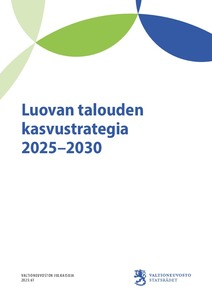 Luovan talouden
kasvustrategia
2025–2030
VALTIONEUVOSTON JULKAISUJA
VALTIONEUVOSTO
STATSRÅDET